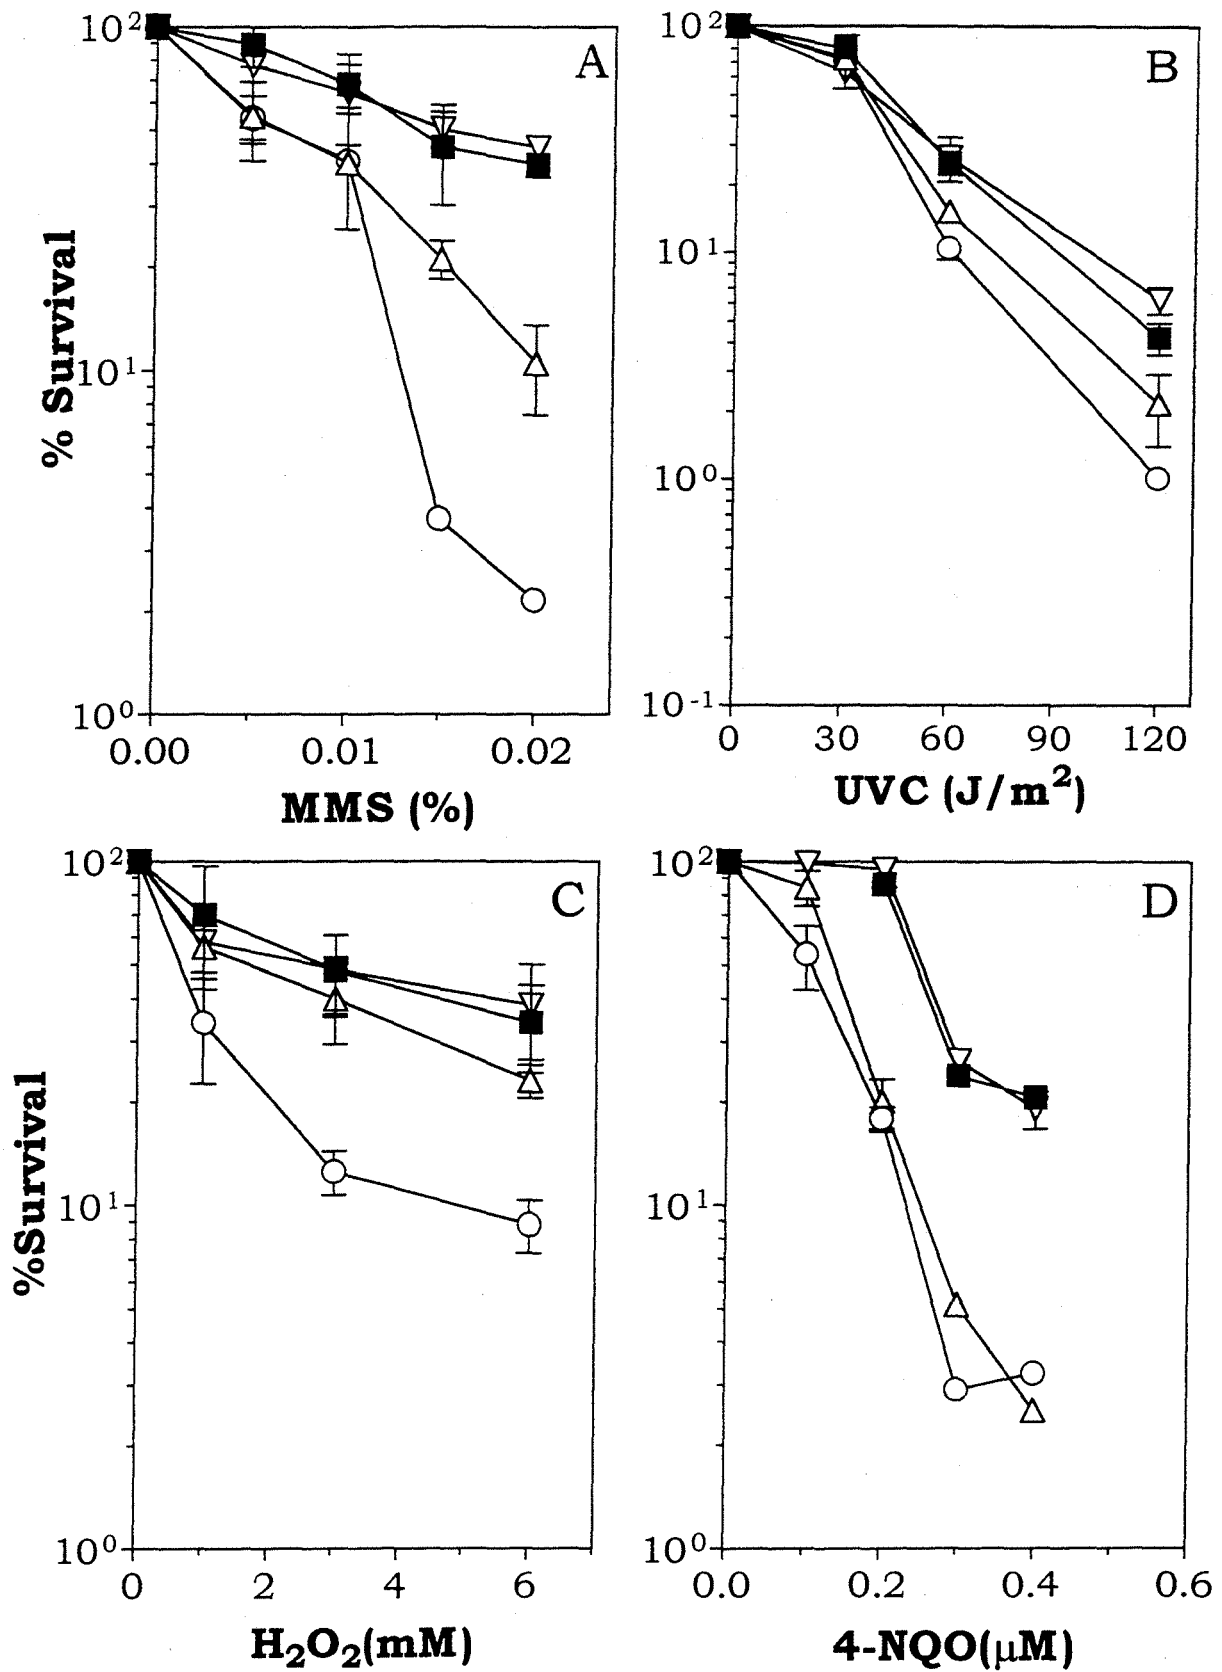 A
% Survival
10²
10¹
10⁰
0.00 0.01 0.02
MMS (%)
B
10²
10¹
10⁰
10⁻¹
0 30 60 90 120
UVC (J/m²)
C
%Survival
10²
10¹
10⁰
0 2 4 6
H₂O₂(mM)
D
10²
10¹
10⁰
0.0 0.2 0.4 0.6
4-NQO(μM)